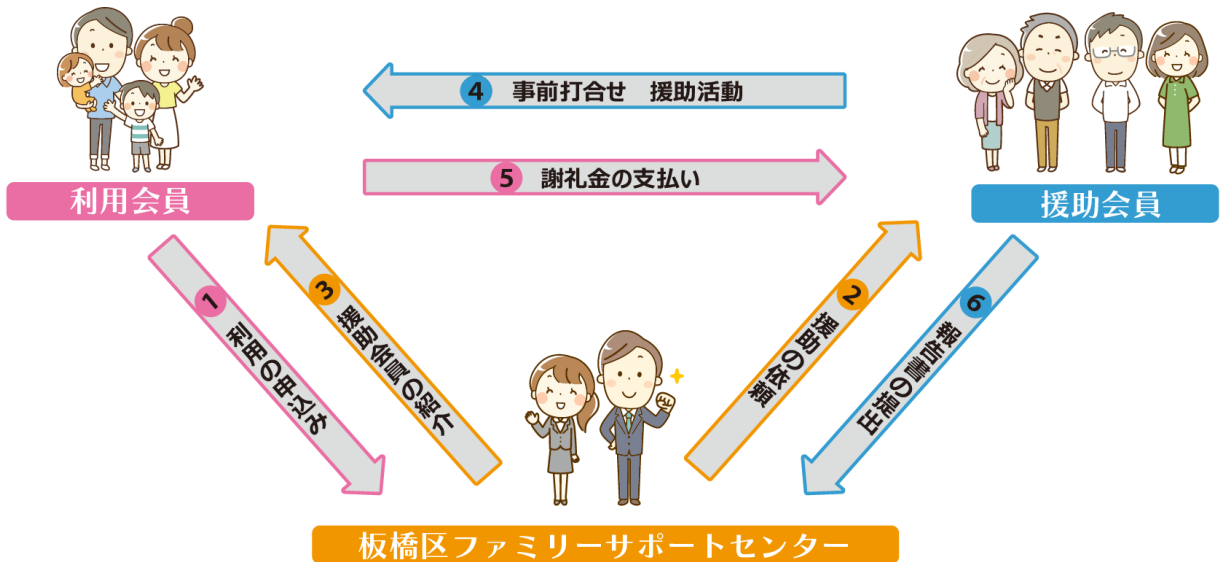 4 事前打合せ 援助活動
5 謝礼金の支払い
利用会員
援助会員
1 利用の申込み
3 援助会員の紹介
2 援助の依頼
6 報告書の提出
板橋区ファミリーサポートセンター